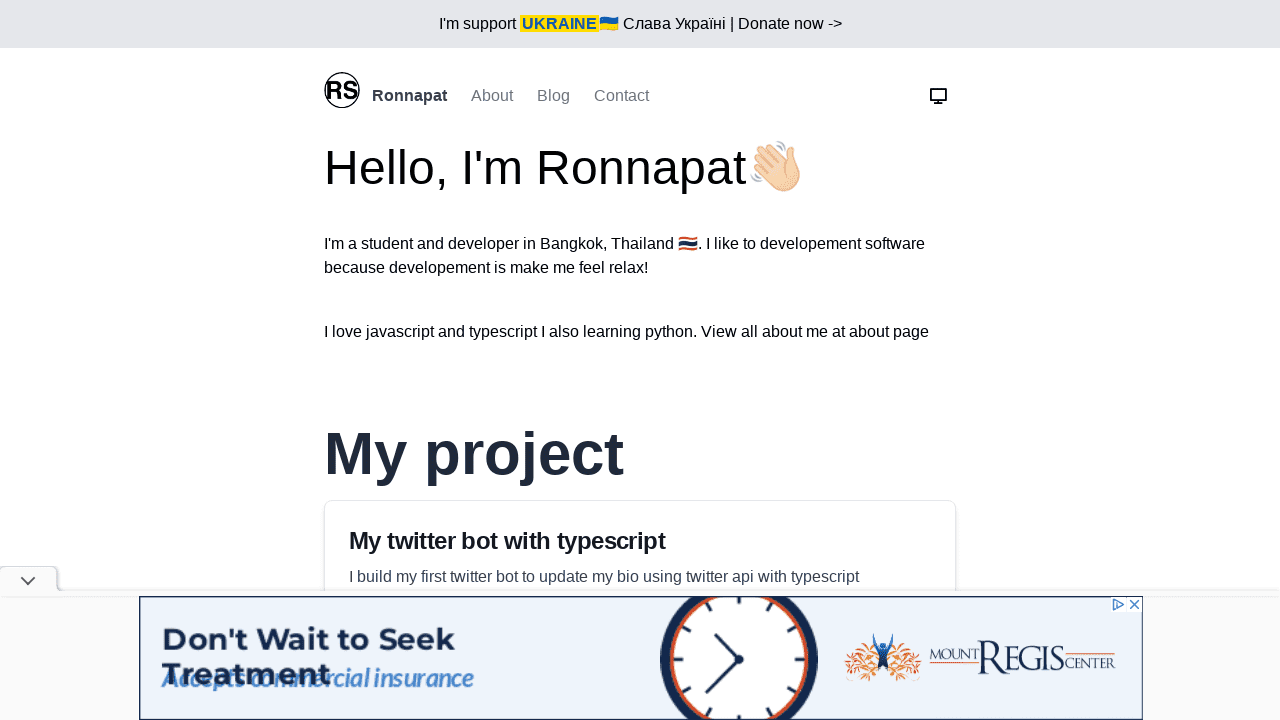 I'm support UKRAINE🇺🇦 Слава Україні | Donate now ->
RS Ronnapat About Blog Contact
Hello, I'm Ronnapat👋🏻
I'm a student and developer in Bangkok, Thailand 🇹🇭. I like to developement software
because developement is make me feel relax!
I love javascript and typescript I also learning python. View all about me at about page
My project
My twitter bot with typescript
I build my first twitter bot to update my bio using twitter api with typescript
Don't Wait to Seek
Treatment
Accepts commercial insurance
MOUNT REGIS CENTER